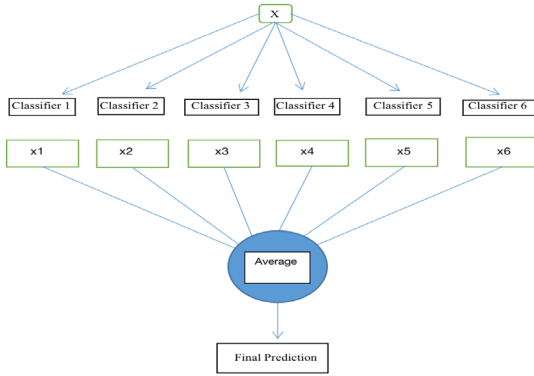 X
Classifier 1 Classifier 2 Classifier 3 Classifier 4 Classifier 5 Classifier 6
x1 x2 x3 x4 x5 x6
Average
Final Prediction